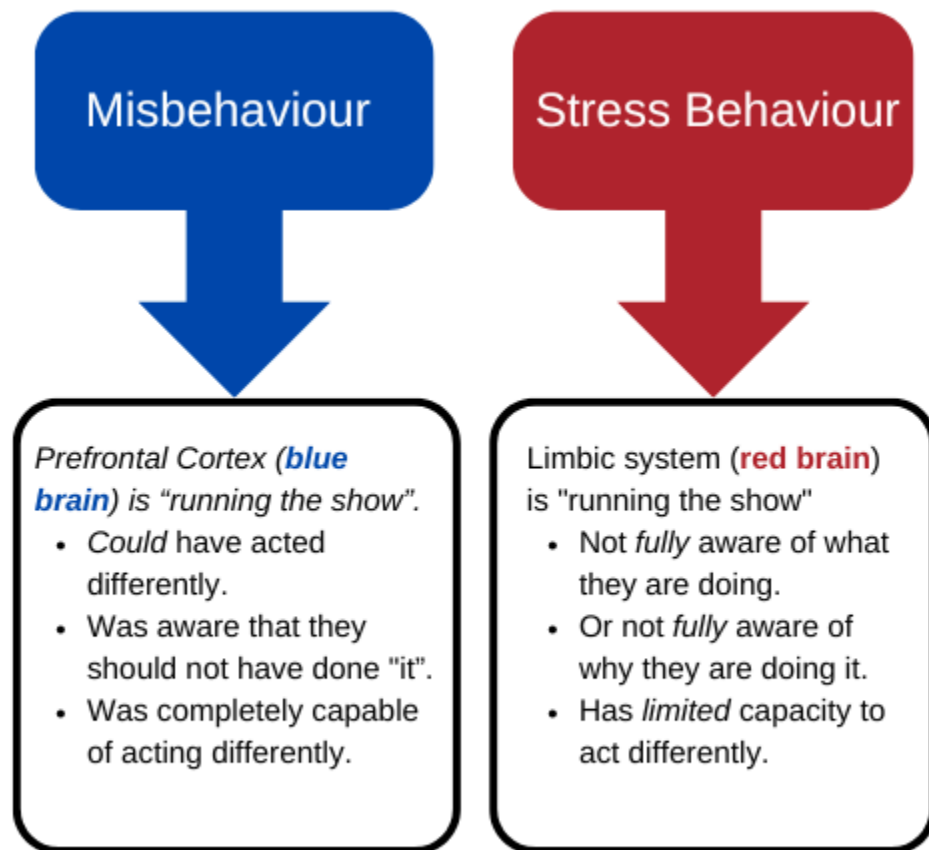 Misbehaviour
Stress Behaviour
Prefrontal Cortex (blue
brain) is “running the show”.
• Could have acted
differently.
• Was aware that they
should not have done "it”.
• Was completely capable
of acting differently.
Limbic system (red brain)
is "running the show"
• Not fully aware of what
they are doing.
• Or not fully aware of
why they are doing it.
• Has limited capacity to
act differently.